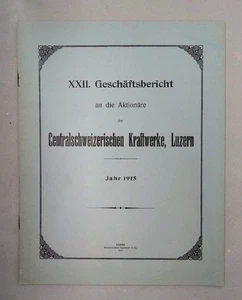 XXII. Geschäftsbericht
an die Aktionäre
der
Centralschweizerischen Kraftwerke, Luzern
Jahr 1915